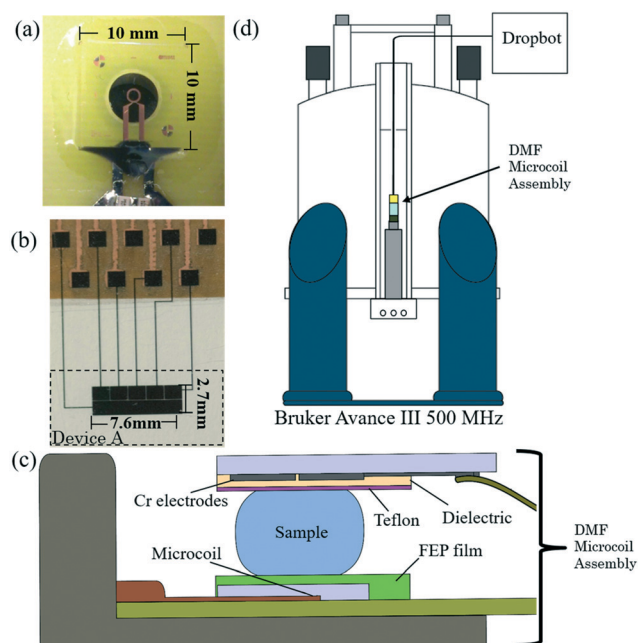 (a)
10 mm
10 mm
(b)
2.7mm
7.6mm
Device A
(d)
Dropbot
DMF
Microcoil
Assembly
Bruker Avance III 500 MHz
(c)
Cr electrodes
Teflon
Dielectric
Sample
Microcoil
FEP film
DMF
Microcoil
Assembly